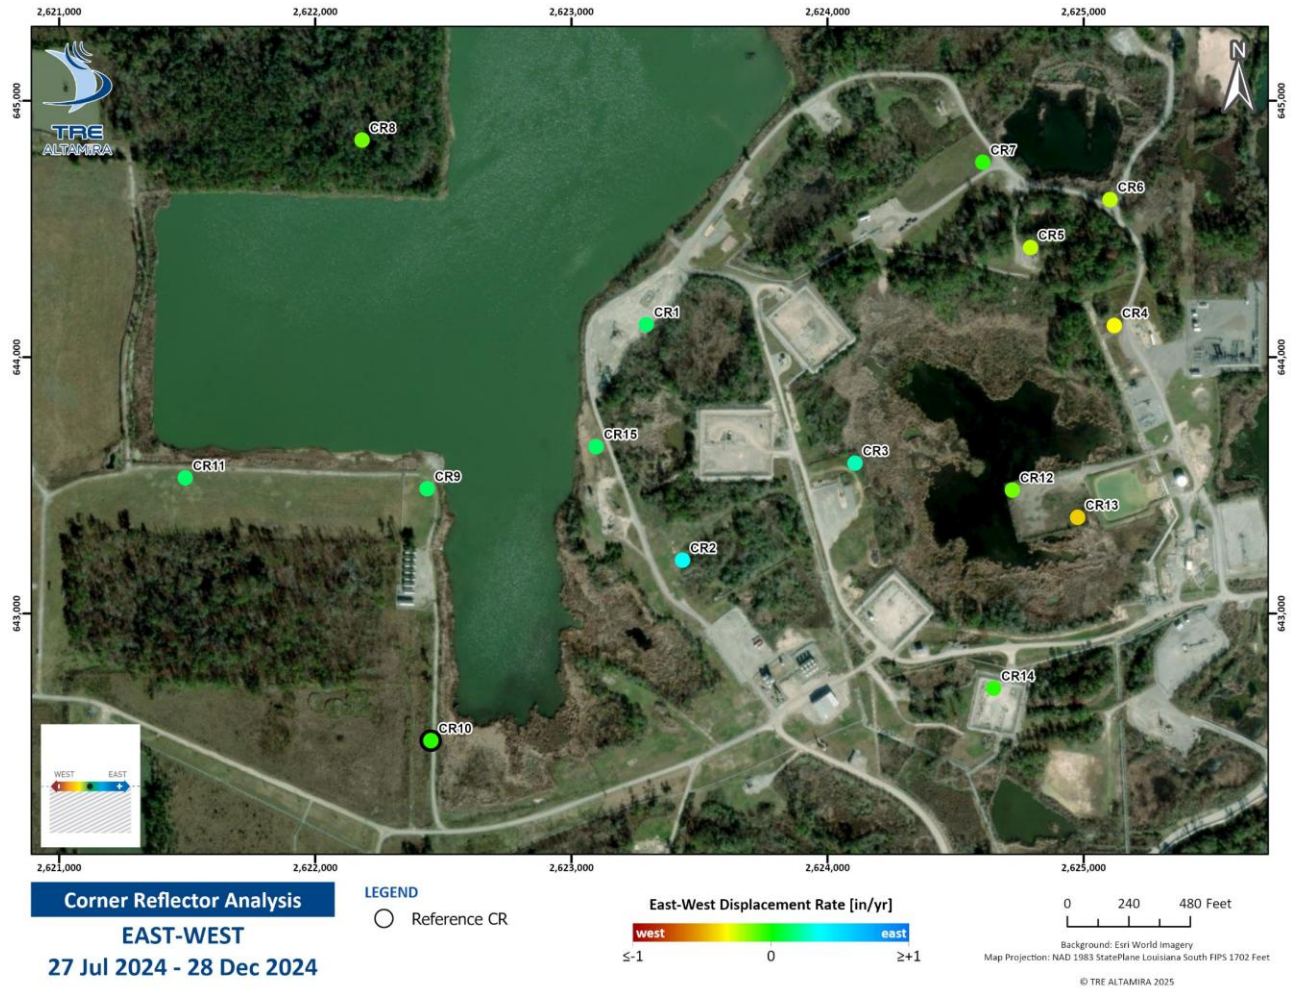 2,621,000
2,622,000
2,623,000
2,624,000
2,625,000
N
TRE
ALTAMIRA
645,000
645,000
CR8
CR7
CR6
CR5
CR1
CR4
644,000
644,000
CR15
CR3
CR11
CR9
CR12
CR13
CR2
643,000
643,000
CR14
CR10
WEST EAST
- +
2,621,000
2,622,000
2,623,000
2,624,000
2,625,000
Corner Reflector Analysis
EAST-WEST
27 Jul 2024 - 28 Dec 2024
LEGEND
Reference CR
East-West Displacement Rate [in/yr]
west east
≤-1 0 ≥+1
0 240 480 Feet
Background: Esri World Imagery
Map Projection: NAD 1983 StatePlane Louisiana South FIPS 1702 Feet
© TRE ALTAMIRA 2025